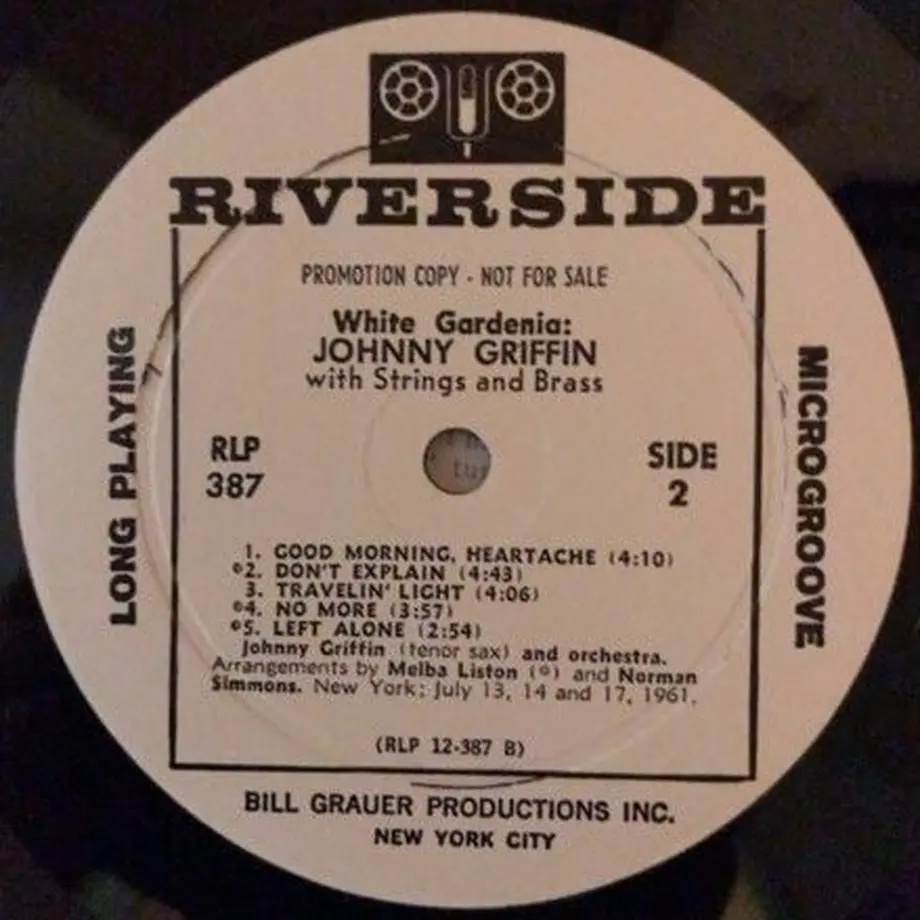 RIVERSIDE
PROMOTION COPY - NOT FOR SALE
White Gardenia:
JOHNNY GRIFFIN
with Strings and Brass
LONG PLAYING
MICROGROOVE
RLP
387
SIDE
2
1. GOOD MORNING, HEARTACHE (4:10)
°2. DON'T EXPLAIN (4:43)
3. TRAVELIN' LIGHT (4:06)
°4. NO MORE (3:57)
°5. LEFT ALONE (2:54)
Johnny Griffin (tenor sax) and orchestra.
Arrangements by Melba Liston (°) and Norman
Simmons. New York; July 13, 14 and 17, 1961.
(RLP 12-387 B)
BILL GRAUER PRODUCTIONS INC.
NEW YORK CITY